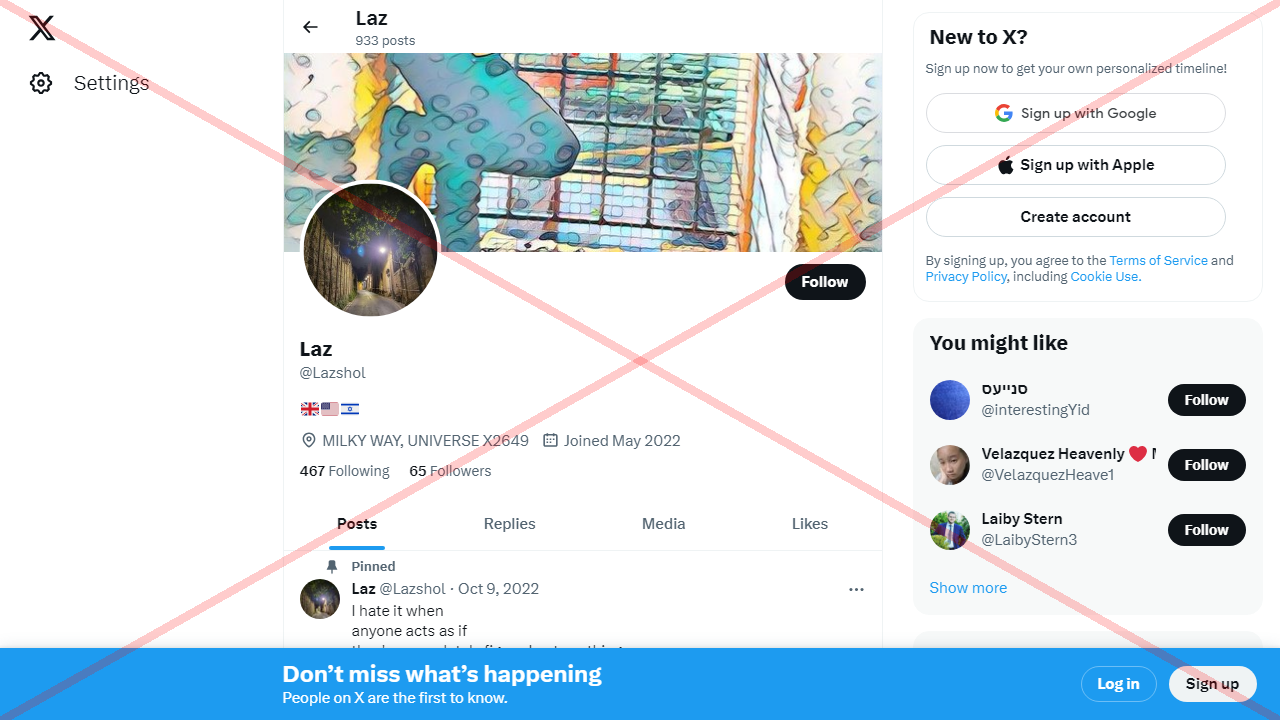 Settings
Laz
933 posts
Follow
Laz
@Lazshol
🇬🇧🇺🇸🇮🇱
MILKY WAY, UNIVERSE X2649 Joined May 2022
467 Following 65 Followers
Posts Replies Media Likes
Pinned
Laz @Lazshol · Oct 9, 2022
I hate it when
anyone acts as if
New to X?
Sign up now to get your own personalized timeline!
Sign up with Google
Sign up with Apple
Create account
By signing up, you agree to the Terms of Service and
Privacy Policy, including Cookie Use.
You might like
סנייעס
@interestingYid
Follow
Velazquez Heavenly ❤️
@VelazquezHeave1
Follow
Laiby Stern
@LaibyStern3
Follow
Show more
Don’t miss what’s happening
People on X are the first to know.
Log in
Sign up